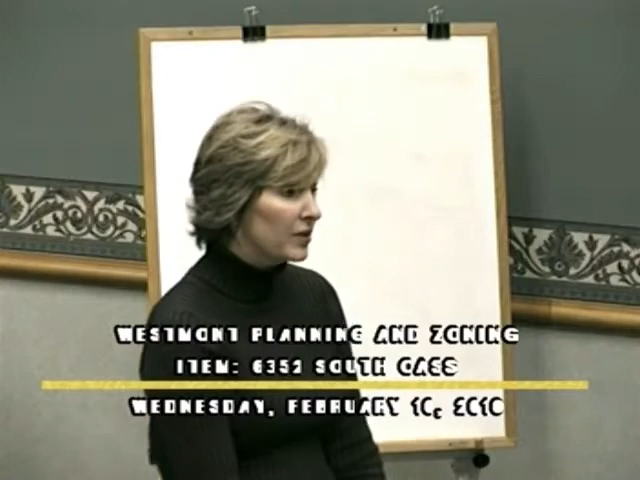 WESTMONT PLANNING AND ZONING
ITEM: 6352 SOUTH CASS
WEDNESDAY, FEBRUARY 10, 2010